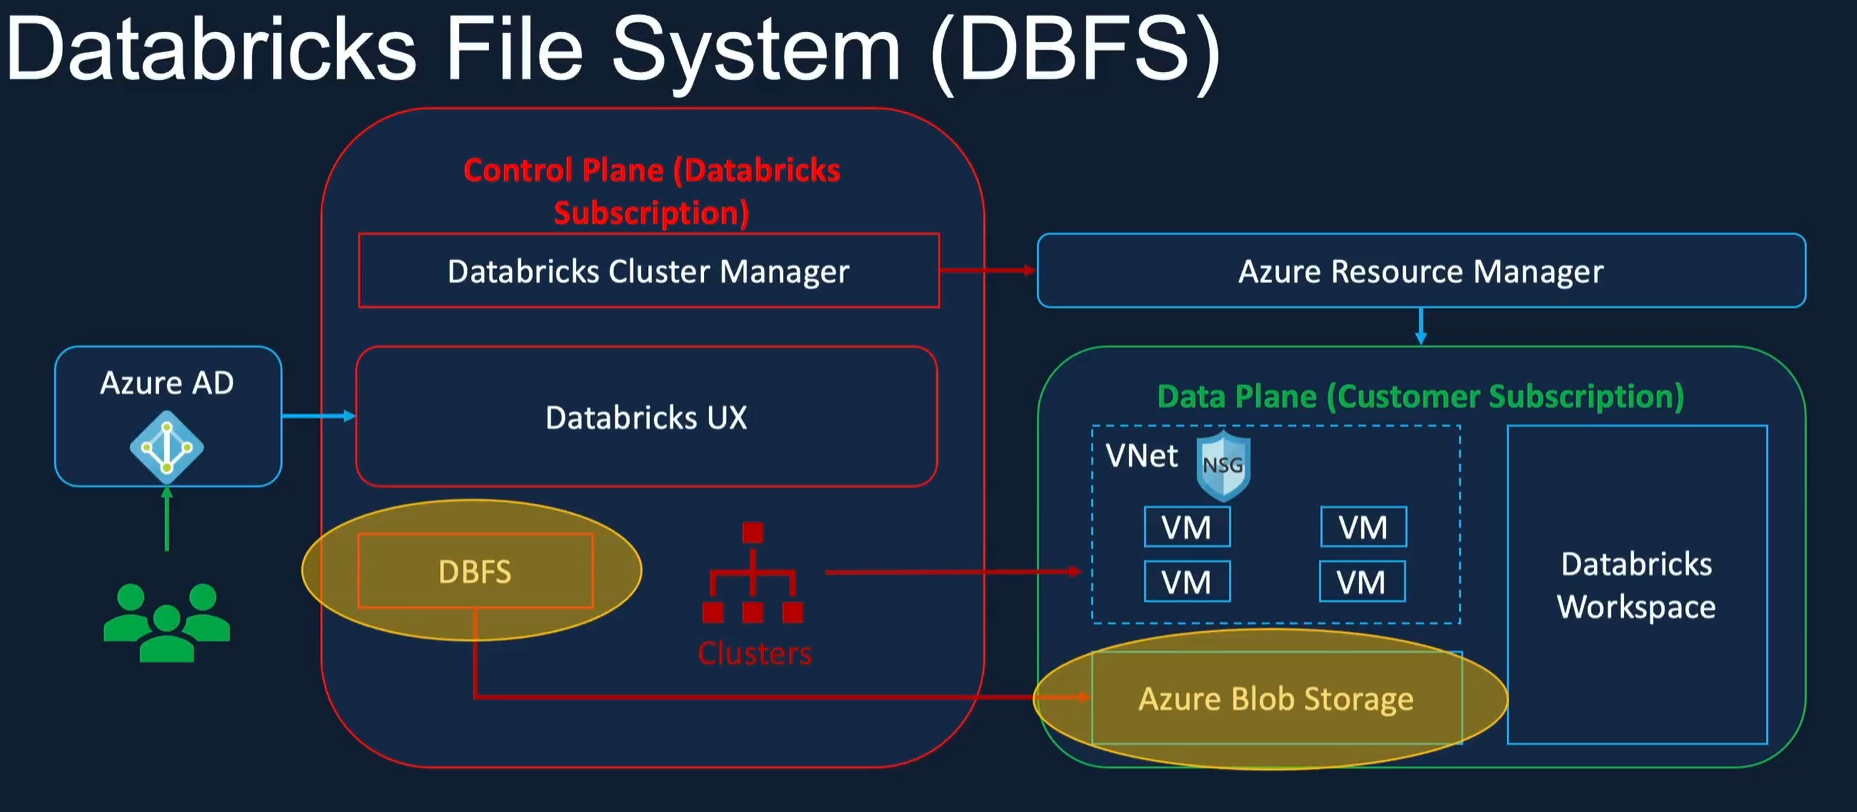 Databricks File System (DBFS)
Control Plane (Databricks
Subscription)
Databricks Cluster Manager
Azure Resource Manager
Azure AD
Databricks UX
Data Plane (Customer Subscription)
VNet
NSG
VM
VM
VM
VM
Databricks
Workspace
DBFS
Clusters
Azure Blob Storage